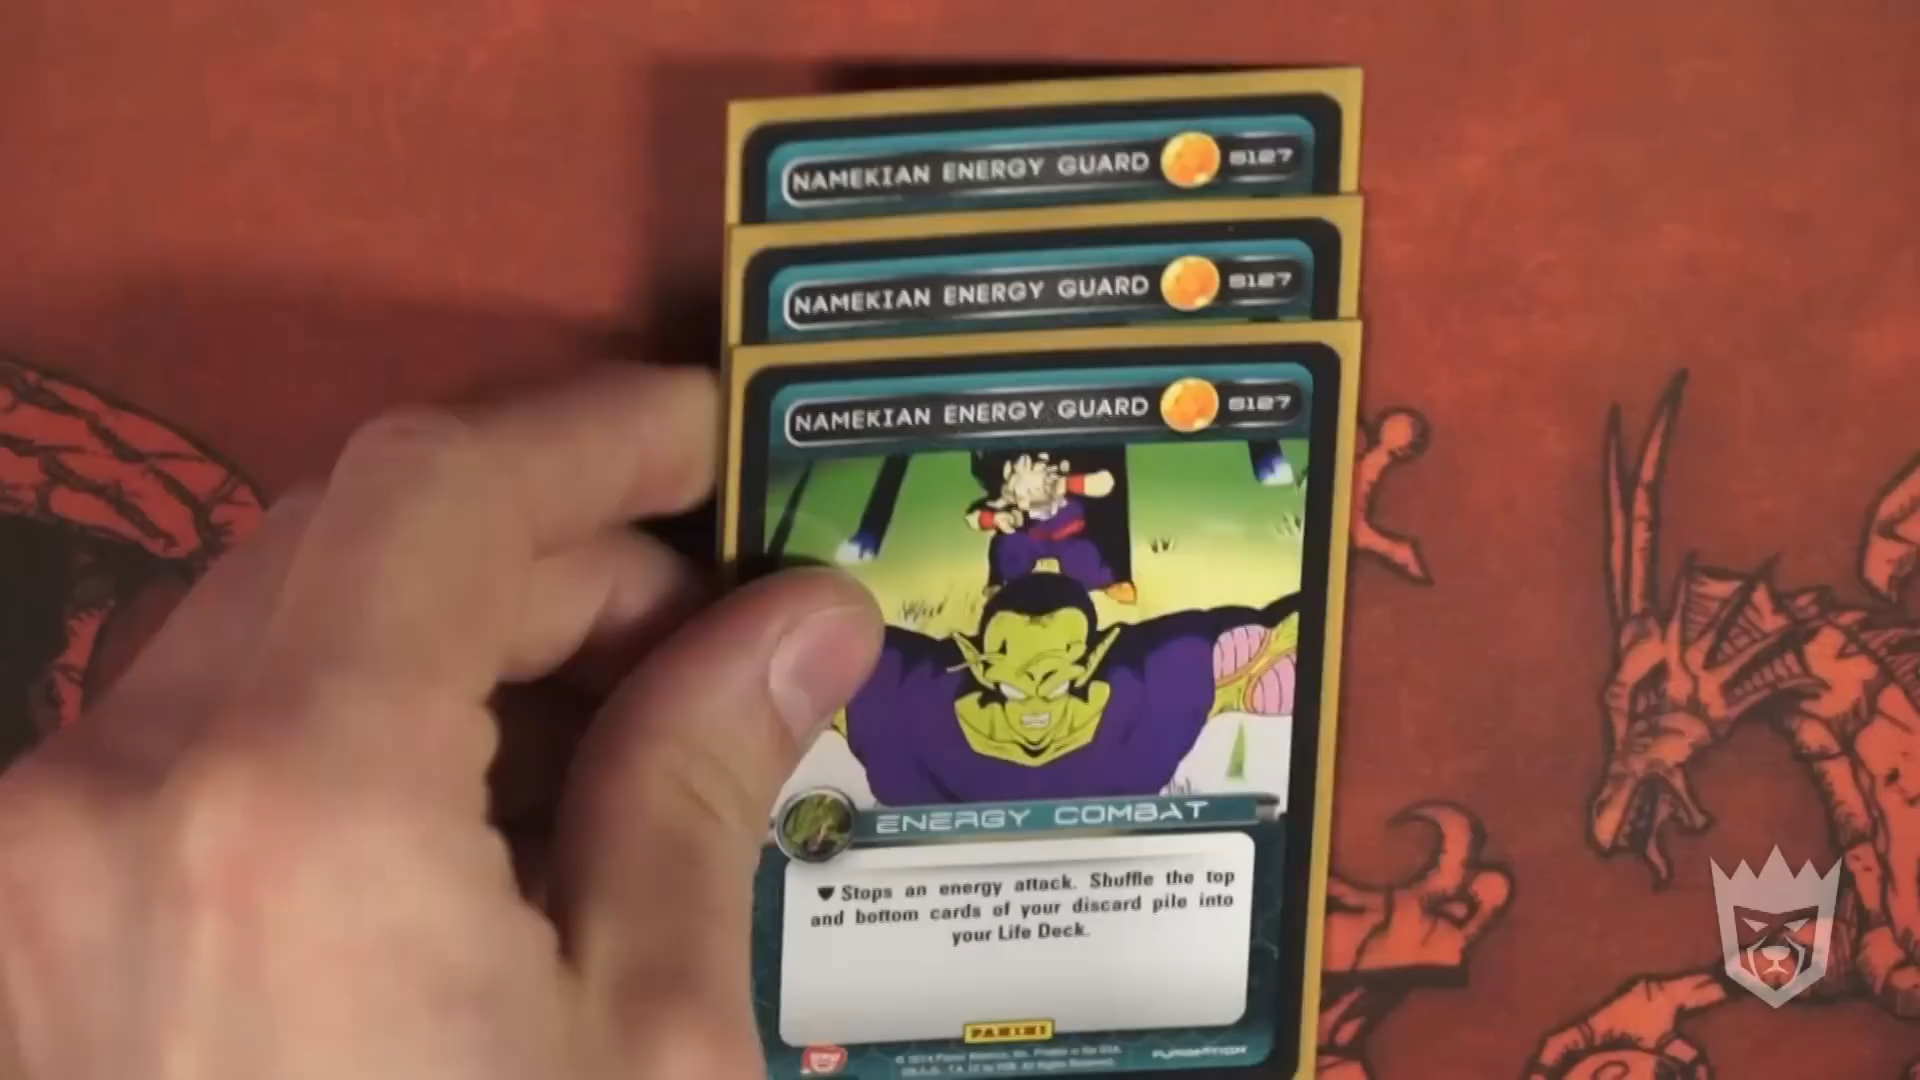 NAMEKIAN ENERGY GUARD S127
NAMEKIAN ENERGY GUARD S127
NAMEKIAN ENERGY GUARD S127
ENERGY COMBAT
Stops an energy attack. Shuffle the top
and bottom cards of your discard pile into
your Life Deck.
PANINI